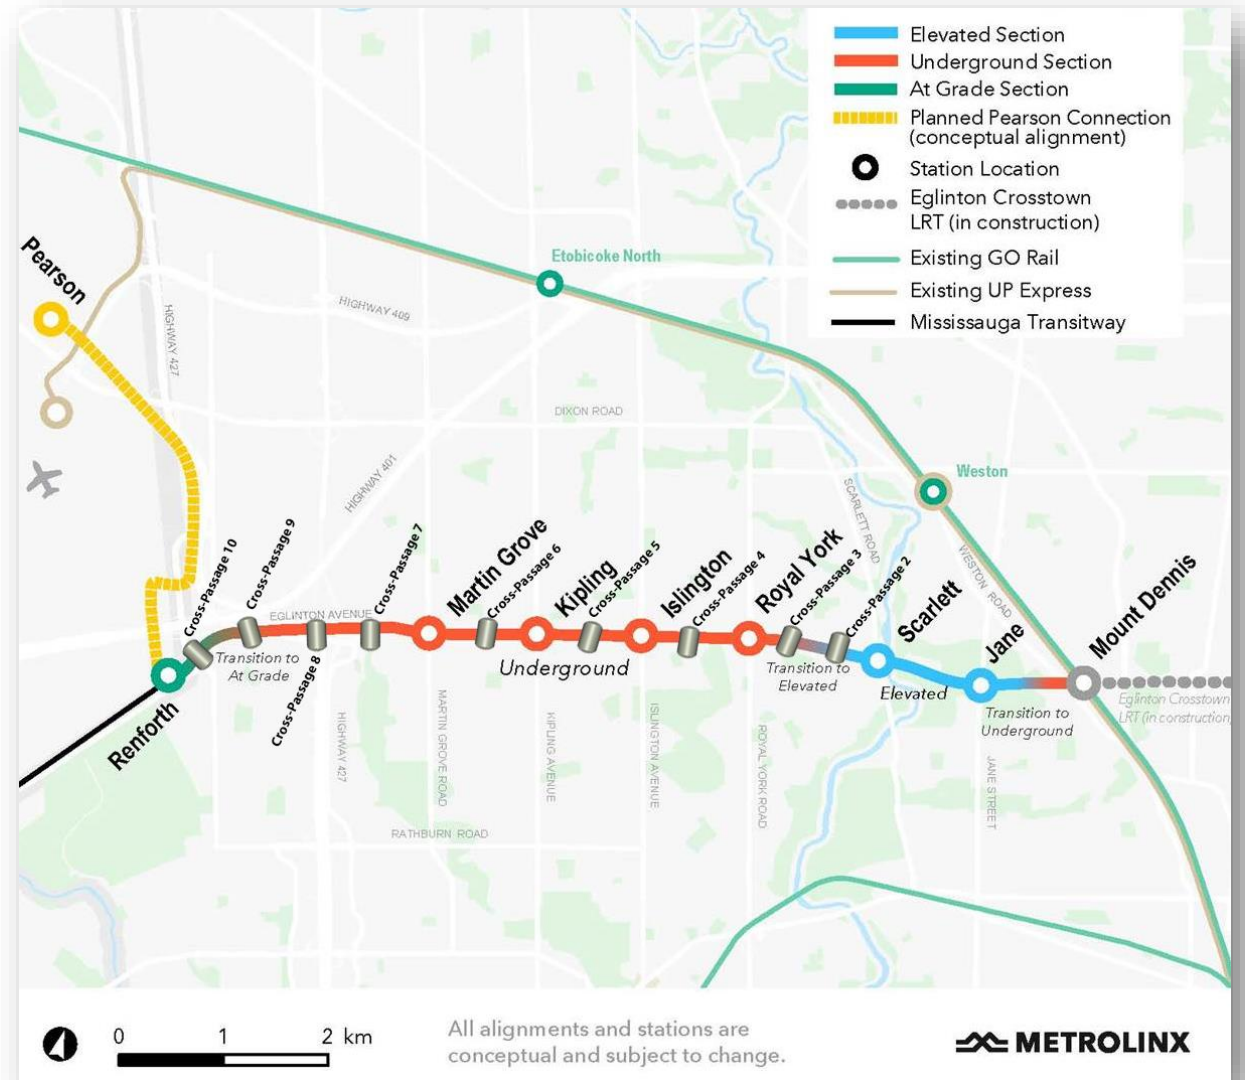 Elevated Section
Underground Section
At Grade Section
Planned Pearson Connection
(conceptual alignment)
Station Location
Eglinton Crosstown
LRT (in construction)
Existing GO Rail
Existing UP Express
Mississauga Transitway
Pearson
Etobicoke North
HIGHWAY 409
HIGHWAY 427
DIXON ROAD
HIGHWAY 401
Weston
SCARLETT ROAD
WESTON ROAD
Cross-Passage 10
Cross-Passage 9
EGLINTON AVENUE
Cross-Passage 7
Martin Grove
Cross-Passage 6
Kipling
Cross-Passage 5
Islington
Cross-Passage 4
Royal York
Cross-Passage 3
Cross-Passage 2
Scarlett
Jane
Mount Dennis
Renforth
Transition to
At Grade
Cross-Passage 8
Underground
Transition to
Elevated
Elevated
Transition to
Underground
Eglinton Crosstown
LRT (in construction
HIGHWAY 427
MARTIN GROVE ROAD
KIPLING AVENUE
ISLINGTON AVENUE
ROYAL YORK ROAD
JANE STREET
RATHBURN ROAD
0 1 2 km
All alignments and stations are
conceptual and subject to change.
METROLINX